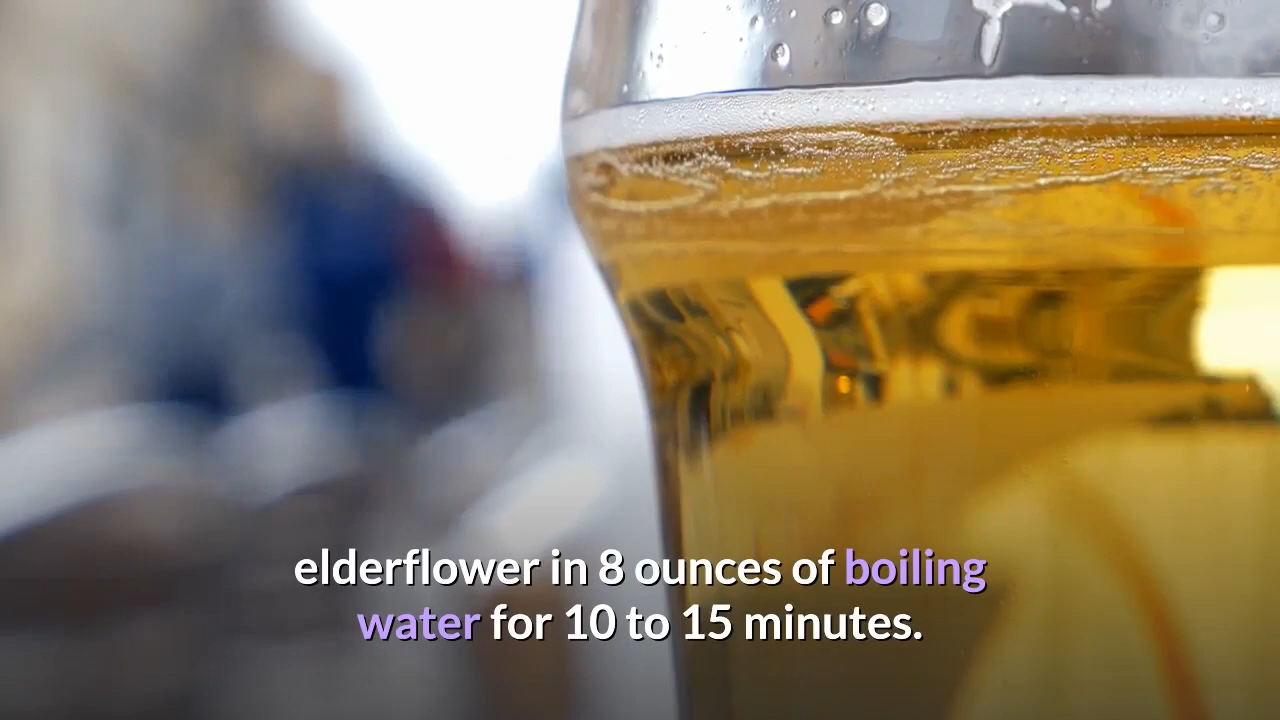 elderflower in 8 ounces of boiling
water for 10 to 15 minutes.